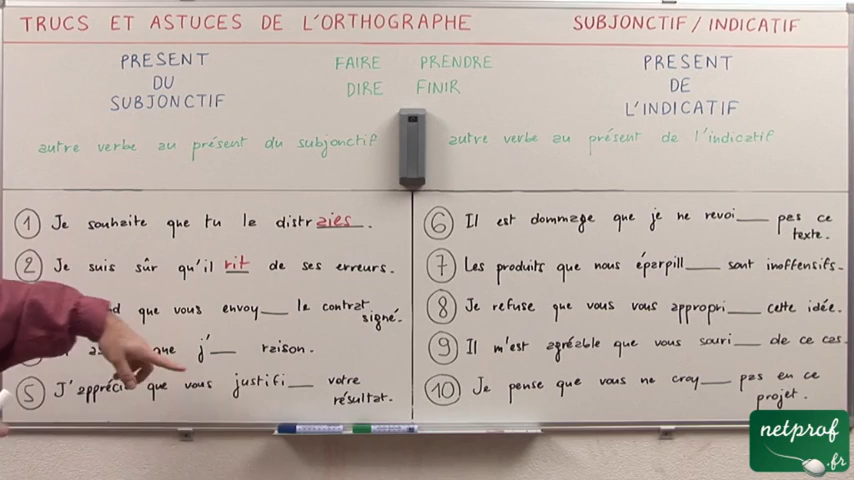 TRUCS ET ASTUCES DE L'ORTHOGRAPHE
SUBJONCTIF / INDICATIF
PRESENT
DU
SUBJONCTIF
FAIRE PRENDRE
DIRE FINIR
PRESENT
DE
L'INDICATIF
autre verbe au présent du subjonctif
autre verbe au présent de l'indicatif
1 Je souhaite que tu le distraies.
2 Je suis sûr qu'il rit de ses erreurs.
que vous envoy___ le contrat
signé.
que j'___ raison.
5 J'apprécie que vous justifi___ votre
résultat.
6 Il est dommage que je ne revoi___ pas ce
texte.
7 Les produits que nous éparpill___ sont inoffensifs.
8 Je refuse que vous vous appropri___ cette idée.
9 Il m'est agréable que vous souri___ de ce cas.
10 Je pense que vous ne croy___ pas en ce
projet.
netprof
.fr